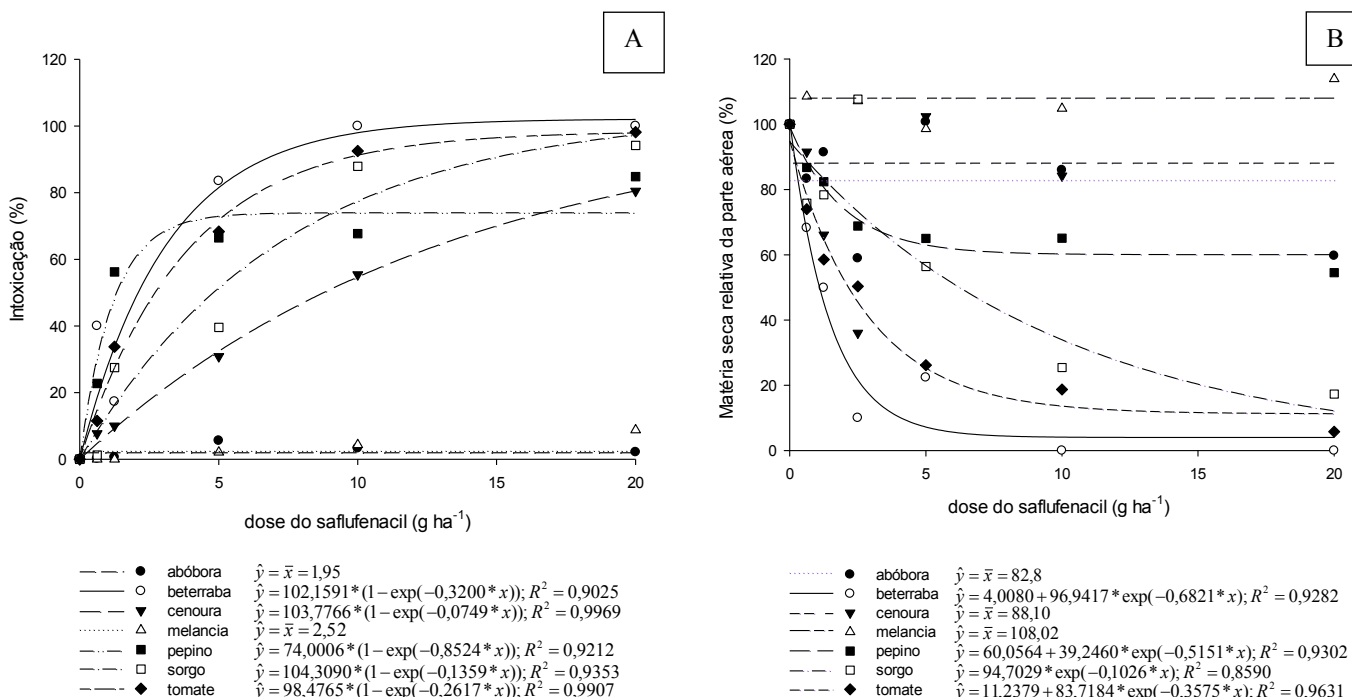 A
120
100
80
60
40
20
0
Intoxicação (%)
0 5 10 15 20
dose do saflufenacil (g ha⁻¹)
abóbora ŷ = x̄ = 1,95
beterraba ŷ = 102,1591*(1−exp(−0,3200*x)); R² = 0,9025
cenoura ŷ = 103,7766*(1−exp(−0,0749*x)); R² = 0,9969
melancia ŷ = x̄ = 2,52
pepino ŷ = 74,0006*(1−exp(−0,8524*x)); R² = 0,9212
sorgo ŷ = 104,3090*(1−exp(−0,1359*x)); R² = 0,9353
tomate ŷ = 98,4765*(1−exp(−0,2617*x)); R² = 0,9907
B
120
100
80
60
40
20
0
Matéria seca relativa da parte aérea (%)
0 5 10 15 20
dose do saflufenacil (g ha⁻¹)
abóbora ŷ = x̄ = 82,8
beterraba ŷ = 4,0080+96,9417*exp(−0,6821*x); R² = 0,9282
cenoura ŷ = x̄ = 88,10
melancia ŷ = x̄ = 108,02
pepino ŷ = 60,0564+39,2460*exp(−0,5151*x); R² = 0,9302
sorgo ŷ = 94,7029*exp(−0,1026*x); R² = 0,8590
tomate ŷ = 11,2379+83,7184*exp(−0,3575*x); R² = 0,9631